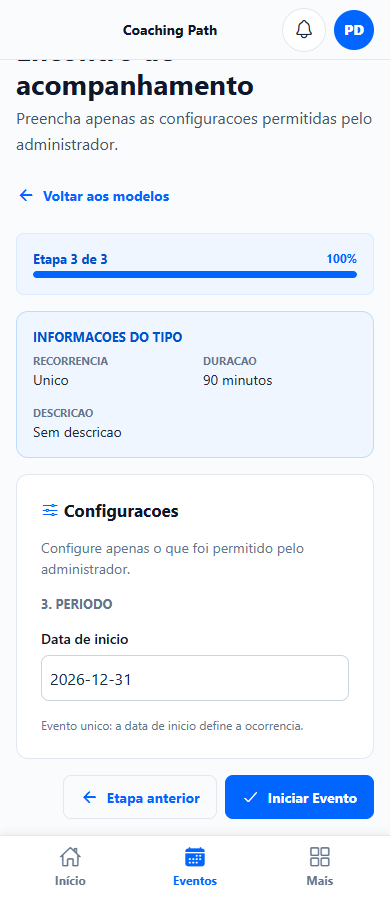 Coaching Path
PD
acompanhamento
Preencha apenas as configuracoes permitidas pelo
administrador.
Voltar aos modelos
Etapa 3 de 3
100%
INFORMACOES DO TIPO
RECORRENCIA
DURACAO
Unico
90 minutos
DESCRICAO
Sem descricao
Configuracoes
Configure apenas o que foi permitido pelo
administrador.
3. PERIODO
Data de inicio
2026-12-31
Evento unico: a data de inicio define a ocorrencia.
Etapa anterior
Iniciar Evento
Início
Eventos
Mais